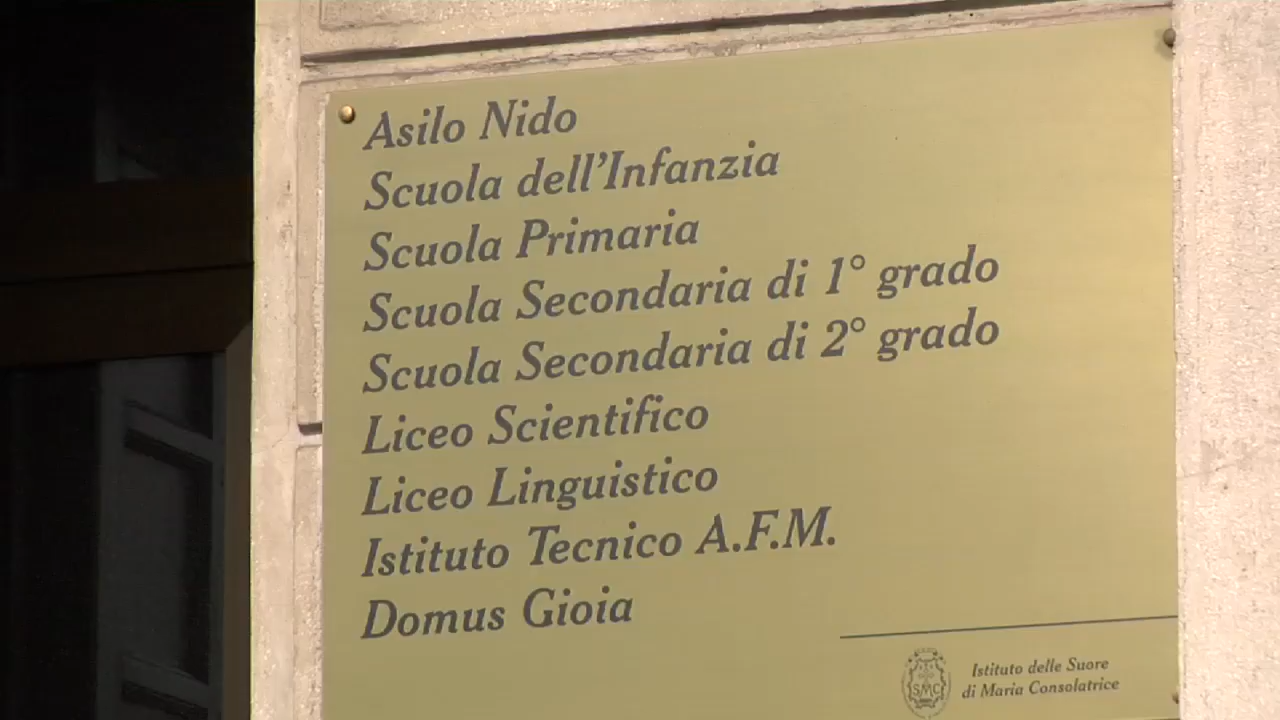 Asilo Nido
Scuola dell'Infanzia
Scuola Primaria
Scuola Secondaria di 1° grado
Scuola Secondaria di 2° grado
Liceo Scientifico
Liceo Linguistico
Istituto Tecnico A.F.M.
Domus Gioia
SMC
Istituto delle Suore
di Maria Consolatrice